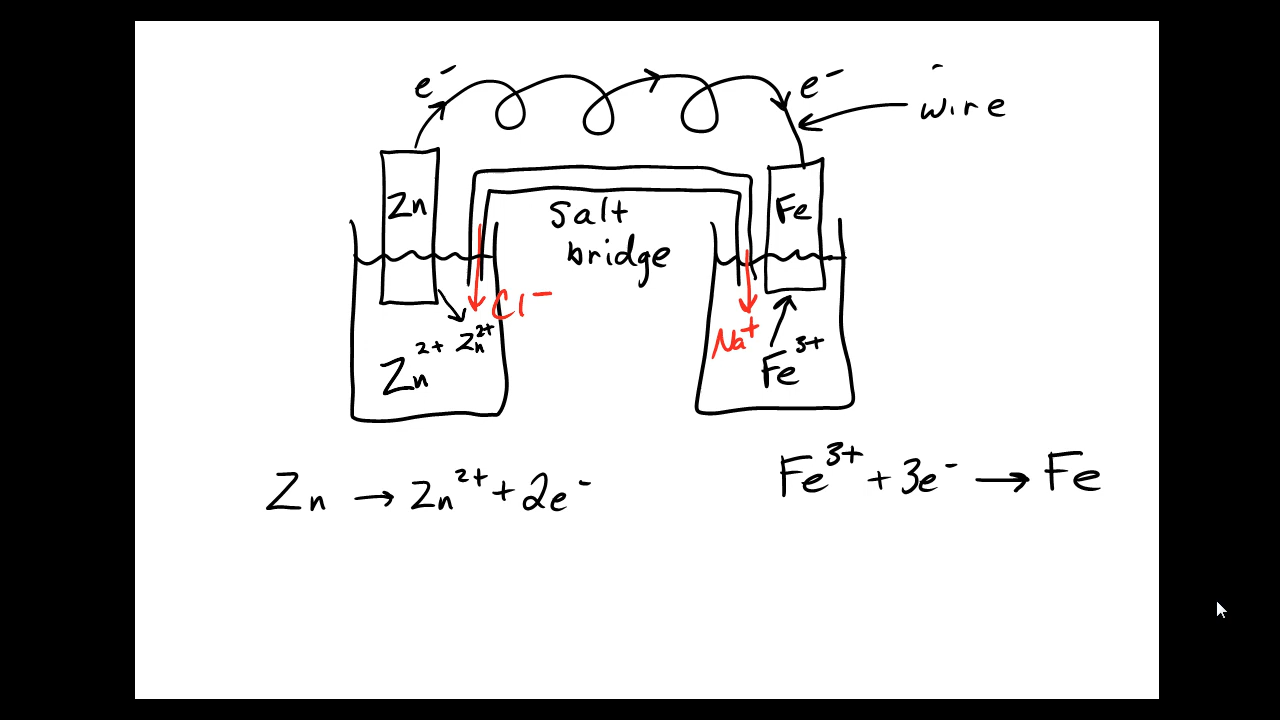 e⁻
e⁻
wire
Zn
Fe
Salt
bridge
Cl⁻
Zn²⁺
Zn²⁺
Na⁺
Fe³⁺
Zn → Zn²⁺ + 2e⁻
Fe³⁺ + 3e⁻ → Fe